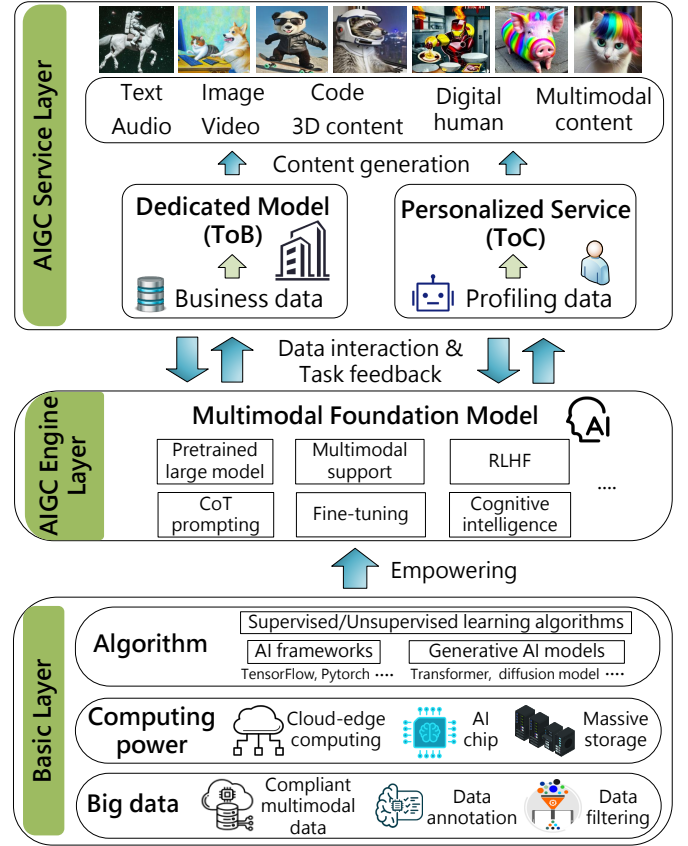 AIGC Service Layer
Text Image Code Digital human Multimodal content
Audio Video 3D content
Content generation
Dedicated Model
(ToB)
Business data
Personalized Service
(ToC)
Profiling data
Data interaction &
Task feedback
AIGC Engine
Layer
Multimodal Foundation Model
AI
Pretrained
large model
Multimodal
support
RLHF
CoT
prompting
Fine-tuning
Cognitive
intelligence
....
Empowering
Basic Layer
Algorithm
Supervised/Unsupervised learning algorithms
AI frameworks
TensorFlow, Pytorch ....
Generative AI models
Transformer, diffusion model ....
Computing
power
Cloud-edge
computing
AI
chip
Massive
storage
Big data
Compliant
multimodal
data
Data
annotation
Data
filtering